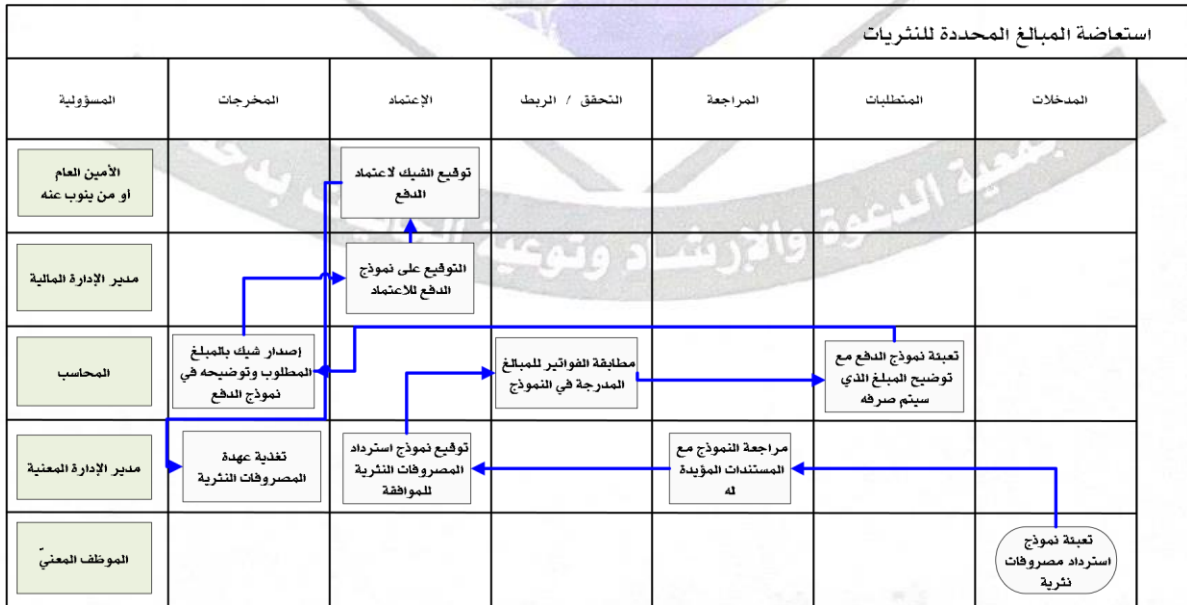 استعاضة المبالغ المحددة للنثريات
المدخلات
المتطلبات
المراجعة
التحقق / الربط
الإعتماد
المخرجات
المسؤولية
توقيع الشيك لاعتماد
الدفع
الأمين العام
او من ينوب عنه
جمعية الدعوة والإرشاد وتوعية
التوقيع على نموذج
الدفع للاعتماد
مدير الإدارة المالية
تعبئة نموذج الدفع مع
توضيح المبلغ الذي
سيتم صرفه
مطابقة الفواتير للمبالغ
المدرجة في النموذج
إصدار شيك بالمبلغ
المطلوب وتوضيحه في
نموذج الدفع
المحاسب
مراجعة النموذج مع
المستندات المؤيدة
له
توقيع نموذج استرداد
المصروفات النثرية
للموافقة
تغذية عهدة
المصروفات النثرية
مدير الإدارة المعنية
تعبئة نموذج
استرداد مصروفات
نثرية
الموظف المعنيّ